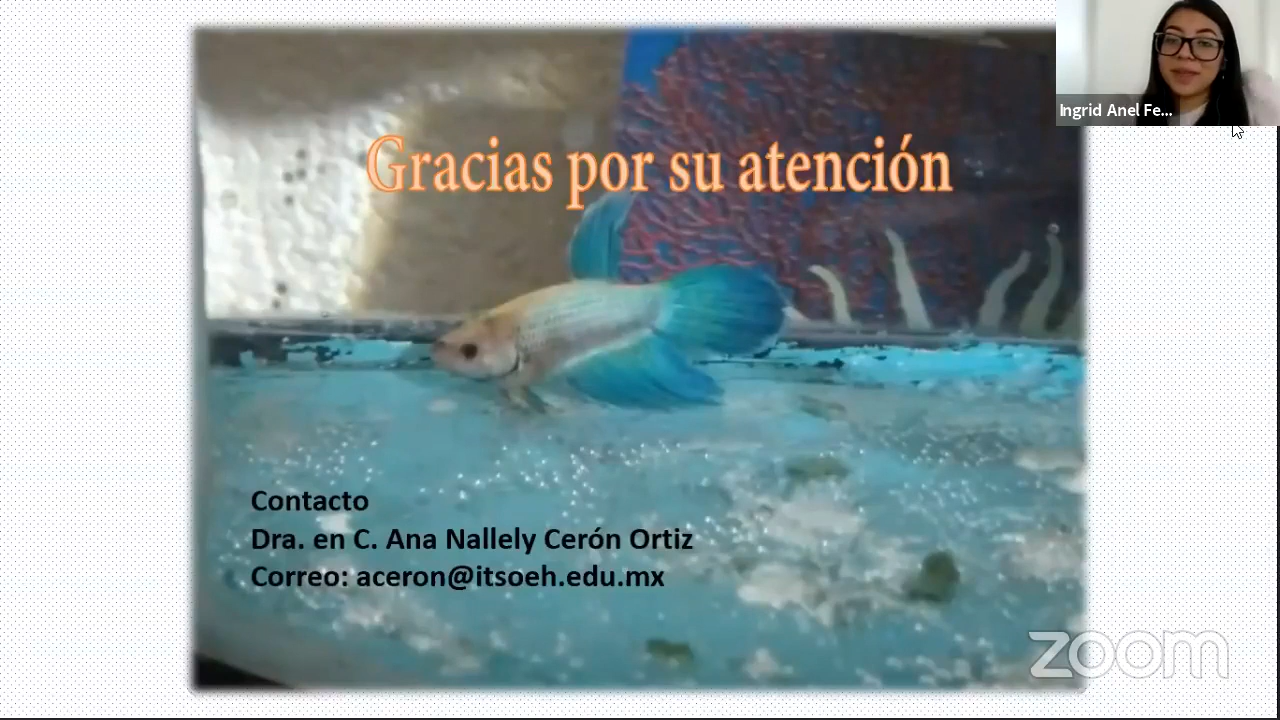 Ingrid Anel Fe...
Gracias por su atención
Contacto
Dra. en C. Ana Nallely Cerón Ortiz
Correo: aceron@itsoeh.edu.mx
zoom